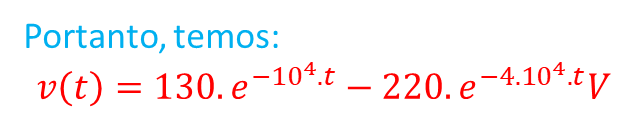 Portanto, temos:
v(t) = 130. e^{−10^4.t} − 220. e^{−4.10^4.t}V